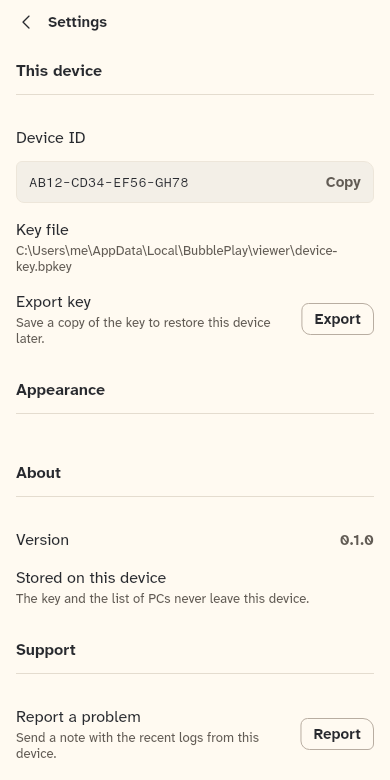 Settings
This device
Device ID
AB12-CD34-EF56-GH78
Copy
Key file
C:\Users\me\AppData\Local\BubblePlay\viewer\device-
key.bpkey
Export key
Save a copy of the key to restore this device
later.
Export
Appearance
About
Version
0.1.0
Stored on this device
The key and the list of PCs never leave this device.
Support
Report a problem
Send a note with the recent logs from this
device.
Report